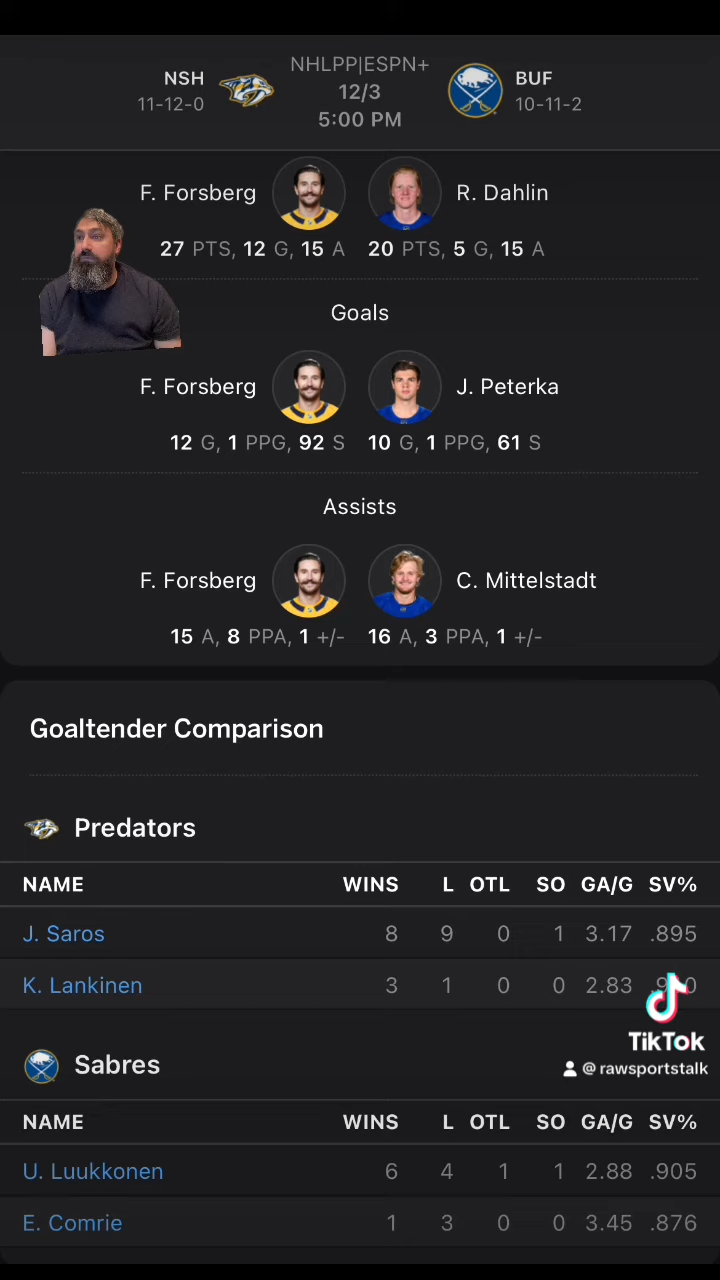 NSH
11-12-0
NHLPP|ESPN+
12/3
5:00 PM
BUF
10-11-2
F. Forsberg R. Dahlin
27 PTS, 12 G, 15 A 20 PTS, 5 G, 15 A
Goals
F. Forsberg J. Peterka
12 G, 1 PPG, 92 S 10 G, 1 PPG, 61 S
Assists
F. Forsberg C. Mittelstadt
15 A, 8 PPA, 1 +/- 16 A, 3 PPA, 1 +/-
Goaltender Comparison
Predators
NAME WINS L OTL SO GA/G SV%
J. Saros 8 9 0 1 3.17 .895
K. Lankinen 3 1 0 0 2.83
TikTok
@rawsportstalk
Sabres
NAME WINS L OTL SO GA/G SV%
U. Luukkonen 6 4 1 1 2.88 .905
E. Comrie 1 3 0 0 3.45 .876